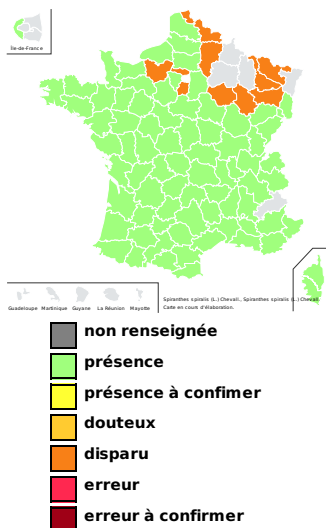 Île-de-France
Guadeloupe Martinique Guyane La Réunion Mayotte
Spiranthes spiralis (L.) Chevall., Spiranthes spiralis (L.) Chevall.
Carte en cours d'élaboration.
non renseignée
présence
présence à confimer
douteux
disparu
erreur
erreur à confirmer